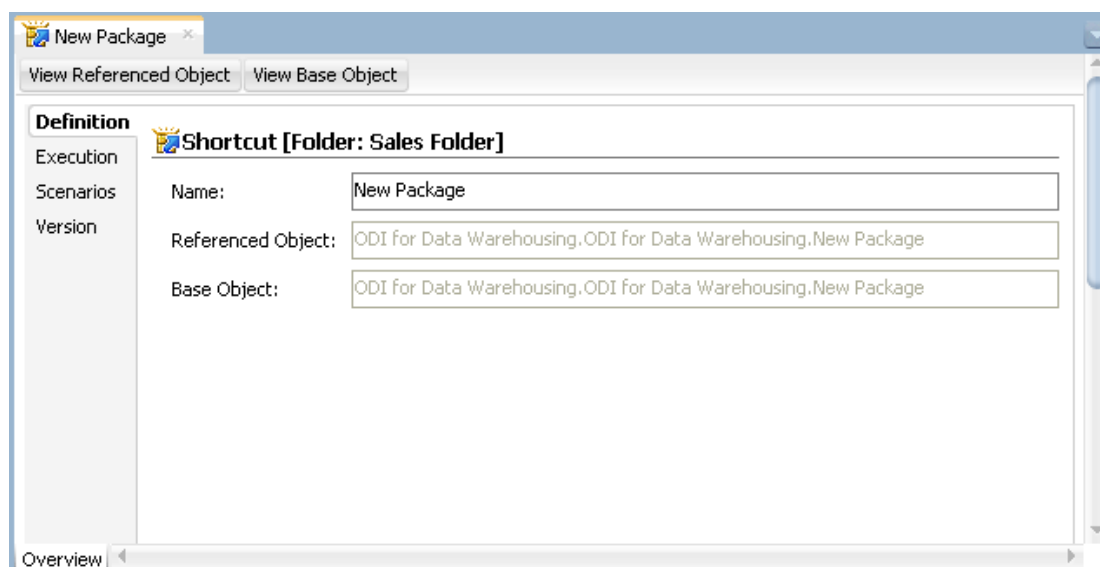 New Package
View Referenced Object View Base Object
Definition
Execution
Scenarios
Version
Shortcut [Folder: Sales Folder]
Name: New Package
Referenced Object: ODI for Data Warehousing.ODI for Data Warehousing.New Package
Base Object: ODI for Data Warehousing.ODI for Data Warehousing.New Package
Overview